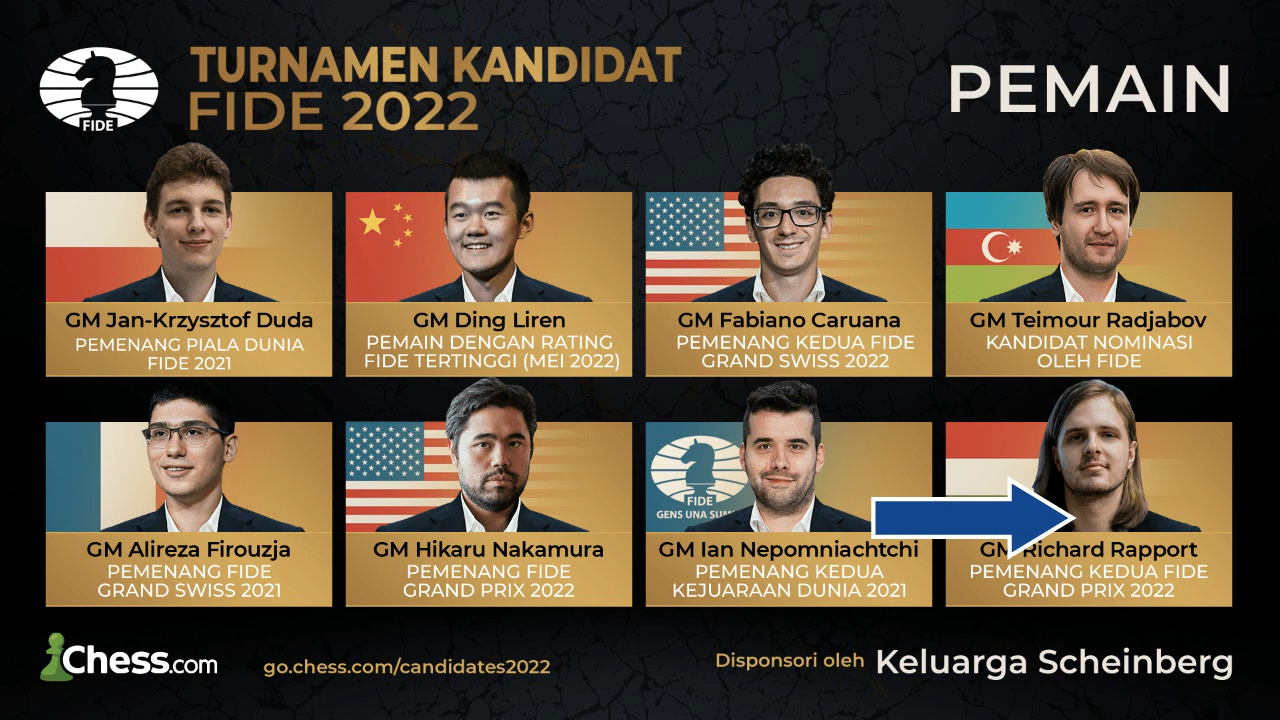 FIDE
TURNAMEN KANDIDAT
FIDE 2022
PEMAIN
GM Jan-Krzysztof Duda
PEMENANG PIALA DUNIA
FIDE 2021
GM Ding Liren
PEMAIN DENGAN RATING
FIDE TERTINGGI (MEI 2022)
GM Fabiano Caruana
PEMENANG KEDUA FIDE
GRAND SWISS 2022
GM Teimour Radjabov
KANDIDAT NOMINASI
OLEH FIDE
GM Alireza Firouzja
PEMENANG FIDE
GRAND SWISS 2021
GM Hikaru Nakamura
PEMENANG FIDE
GRAND PRIX 2022
FIDE
GENS UNA
GM Ian Nepomniachtchi
PEMENANG KEDUA
KEJUARAAN DUNIA 2021
GM Richard Rapport
PEMENANG KEDUA FIDE
GRAND PRIX 2022
Chess.com
go.chess.com/candidates2022
Disponsori oleh Keluarga Scheinberg